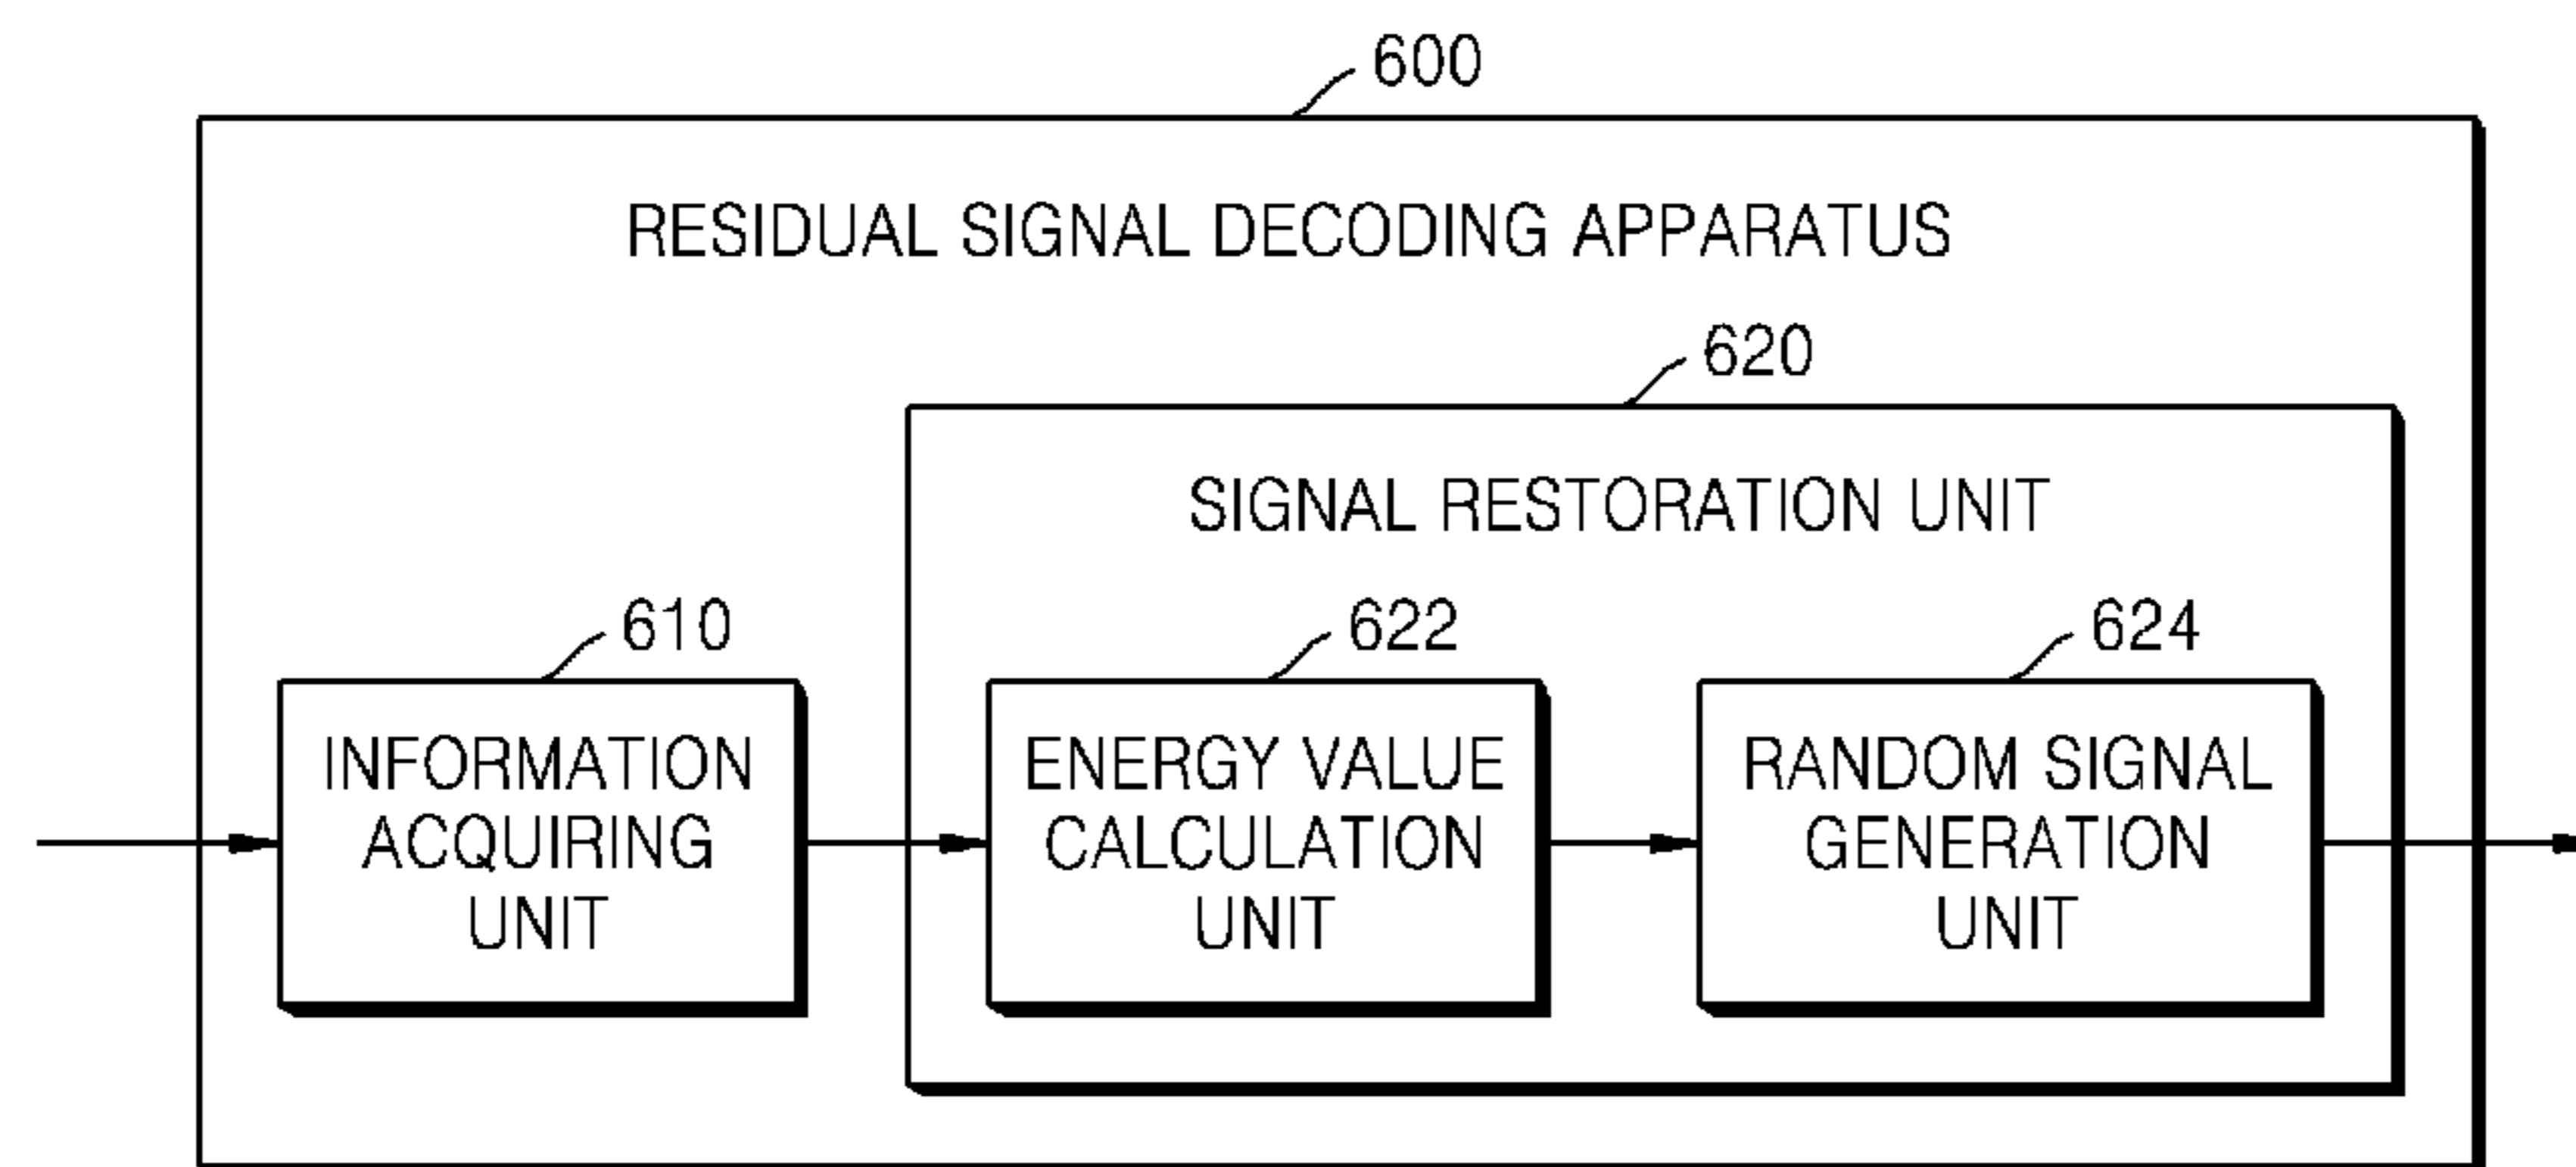 600
RESIDUAL SIGNAL DECODING APPARATUS
620
SIGNAL RESTORATION UNIT
610
INFORMATION
ACQUIRING
UNIT
622
ENERGY VALUE
CALCULATION
UNIT
624
RANDOM SIGNAL
GENERATION
UNIT